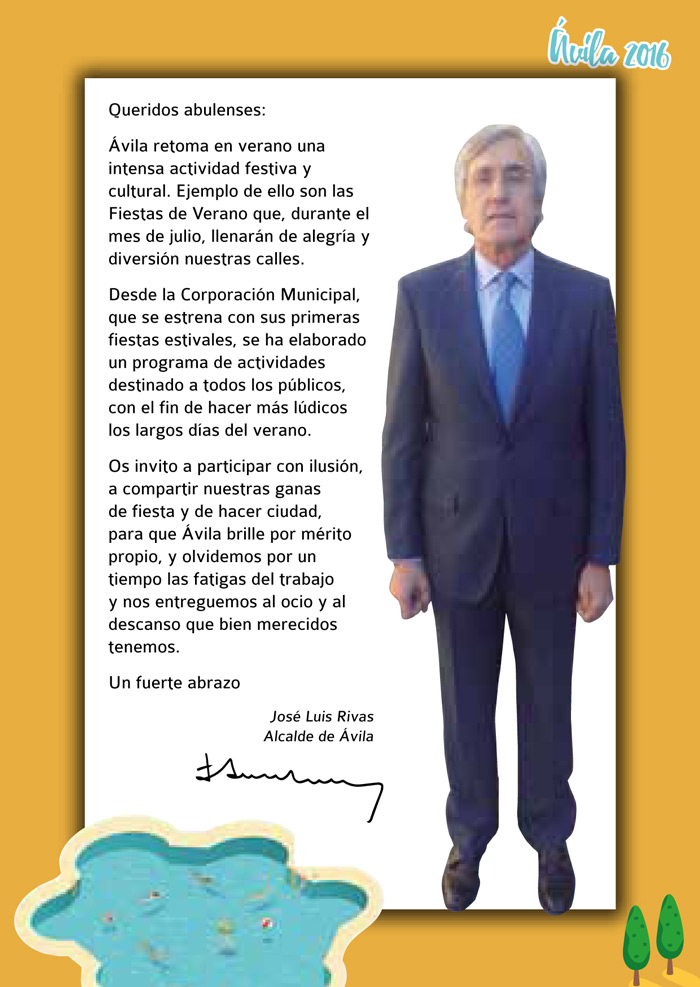 Ávila 2016
Queridos abulenses:
Ávila retoma en verano una
intensa actividad festiva y
cultural. Ejemplo de ello son las
Fiestas de Verano que, durante el
mes de julio, llenarán de alegría y
diversión nuestras calles.
Desde la Corporación Municipal,
que se estrena con sus primeras
fiestas estivales, se ha elaborado
un programa de actividades
destinado a todos los públicos,
con el fin de hacer más lúdicos
los largos días del verano.
Os invito a participar con ilusión,
a compartir nuestras ganas
de fiesta y de hacer ciudad,
para que Ávila brille por mérito
propio, y olvidemos por un
tiempo las fatigas del trabajo
y nos entreguemos al ocio y al
descanso que bien merecidos
tenemos.
Un fuerte abrazo
José Luis Rivas
Alcalde de Ávila